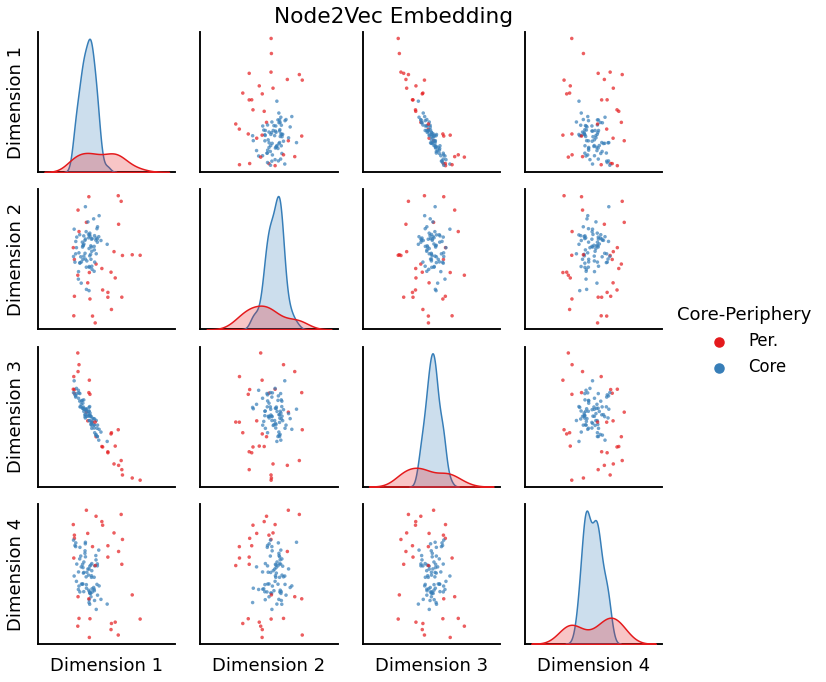 Node2Vec Embedding
Dimension 1
Dimension 2
Dimension 3
Dimension 4
Core-Periphery
Per.
Core
Dimension 1
Dimension 2
Dimension 3
Dimension 4